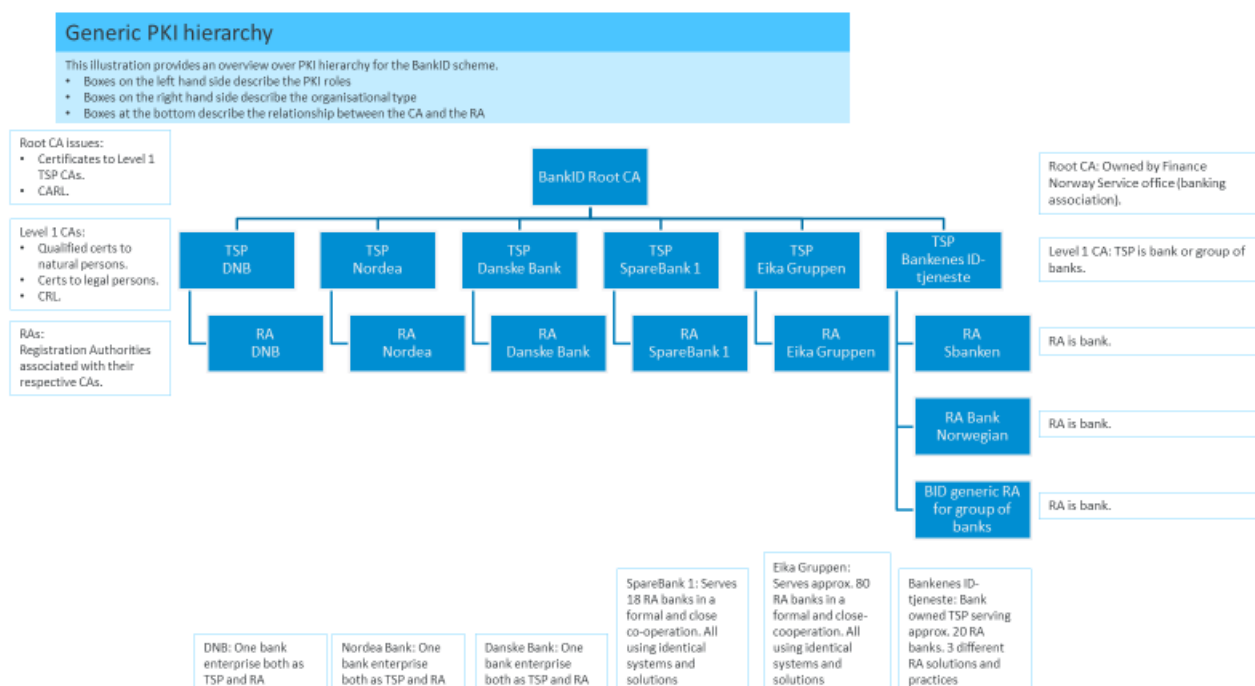 Generic PKI hierarchy
This illustration provides an overview over PKI hierarchy for the BankID scheme.
• Boxes on the left hand side describe the PKI roles
• Boxes on the right hand side describe the organisational type
• Boxes at the bottom describe the relationship between the CA and the RA
Root CA issues:
• Certificates to Level 1
TSP CAs.
• CARL.
BankID Root CA
Root CA: Owned by Finance
Norway Service office (banking
association).
Level 1 CAs:
• Qualified certs to
natural persons.
• Certs to legal persons.
• CRL.
TSP
DNB
TSP
Nordea
TSP
Danske Bank
TSP
SpareBank 1
TSP
Eika Gruppen
TSP
Bankenes ID-
tjeneste
Level 1 CA: TSP is bank or group of
banks.
RAs:
Registration Authorities
associated with their
respective CAs.
RA
DNB
RA
Nordea
RA
Danske Bank
RA
SpareBank 1
RA
Eika Gruppen
RA
Sbanken
RA is bank.
RA Bank
Norwegian
RA is bank.
BID generic RA
for group of
banks
RA is bank.
DNB: One bank
enterprise both as
TSP and RA
Nordea Bank: One
bank enterprise
both as TSP and RA
Danske Bank: One
bank enterprise
both as TSP and RA
SpareBank 1: Serves
18 RA banks in a
formal and close
co-operation. All
using identical
systems and
solutions
Eika Gruppen:
Serves approx. 80
RA banks in a
formal and close-
cooperation. All
using identical
systems and
solutions
Bankenes ID-
tjeneste: Bank
owned TSP serving
approx. 20 RA
banks. 3 different
RA solutions and
practices